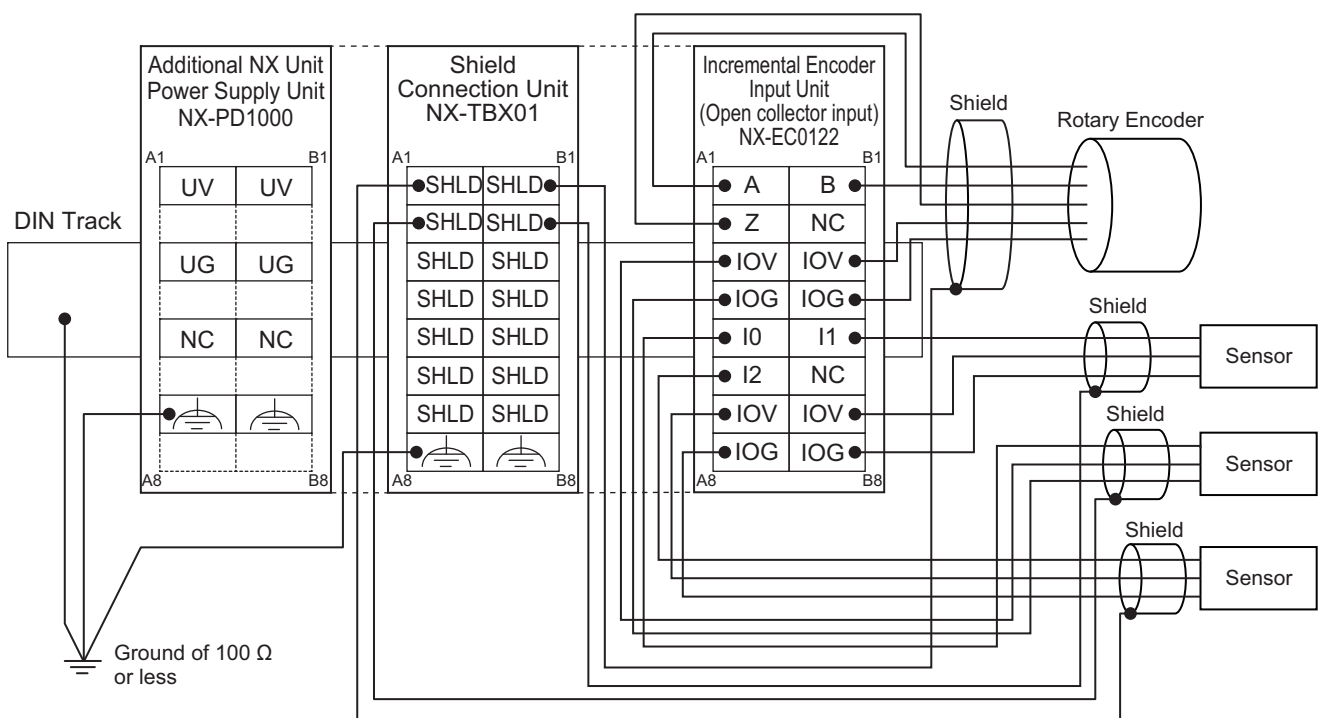 Additional NX Unit
Power Supply Unit
NX-PD1000
A1
B1
UV UV
UG UG
NC NC
A8
B8
DIN Track
Shield
Connection Unit
NX-TBX01
A1
B1
SHLD SHLD
SHLD SHLD
SHLD SHLD
SHLD SHLD
SHLD SHLD
SHLD SHLD
SHLD SHLD
A8
B8
Incremental Encoder
Input Unit
(Open collector input)
NX-EC0122
A1
B1
A B
Z NC
IOV IOV
IOG IOG
I0 I1
I2 NC
IOV IOV
IOG IOG
A8
B8
Shield
Rotary Encoder
Shield
Sensor
Shield
Sensor
Shield
Sensor
Ground of 100 Ω
or less